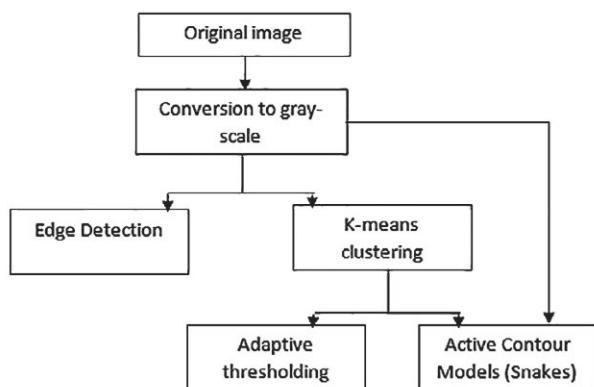 Original image
Conversion to gray-
scale
Edge Detection
K-means
clustering
Adaptive
thresholding
Active Contour
Models (Snakes)